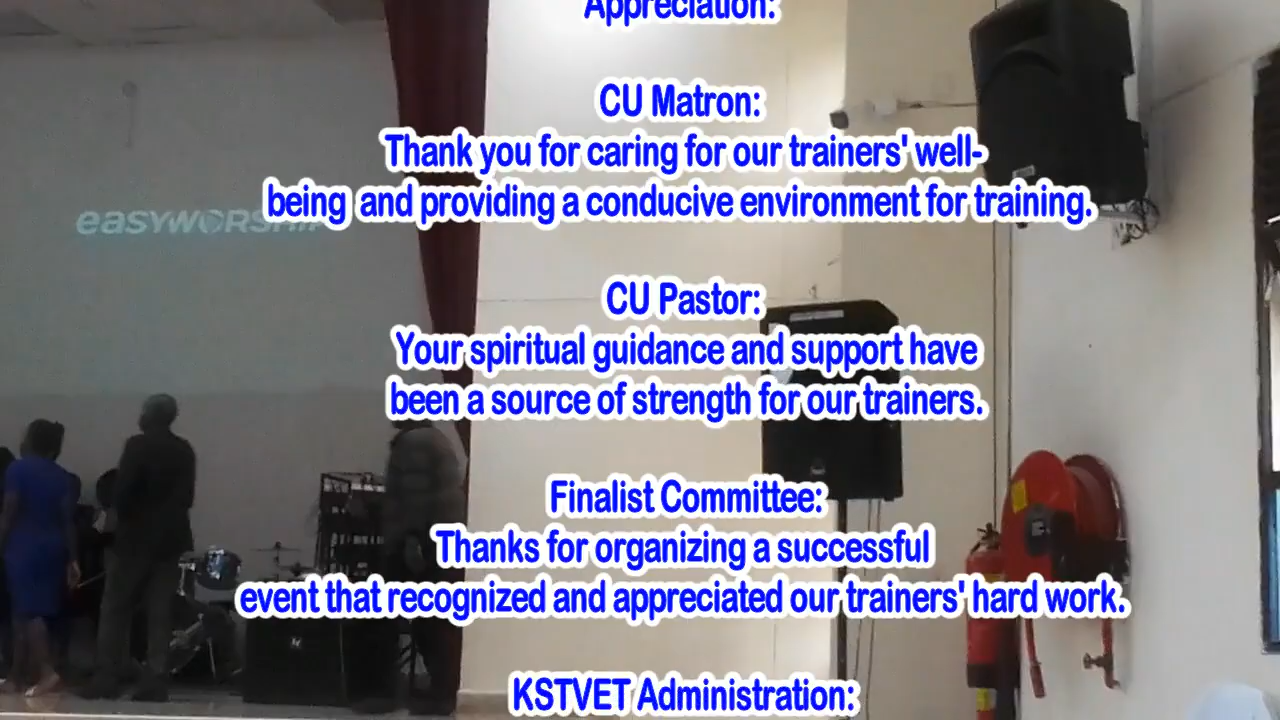 Appreciation:
CU Matron:
Thank you for caring for our trainers' well-
being and providing a conducive environment for training.
easyWORSHIP
CU Pastor:
Your spiritual guidance and support have
been a source of strength for our trainers.
Finalist Committee:
Thanks for organizing a successful
event that recognized and appreciated our trainers' hard work.
KSTVET Administration: